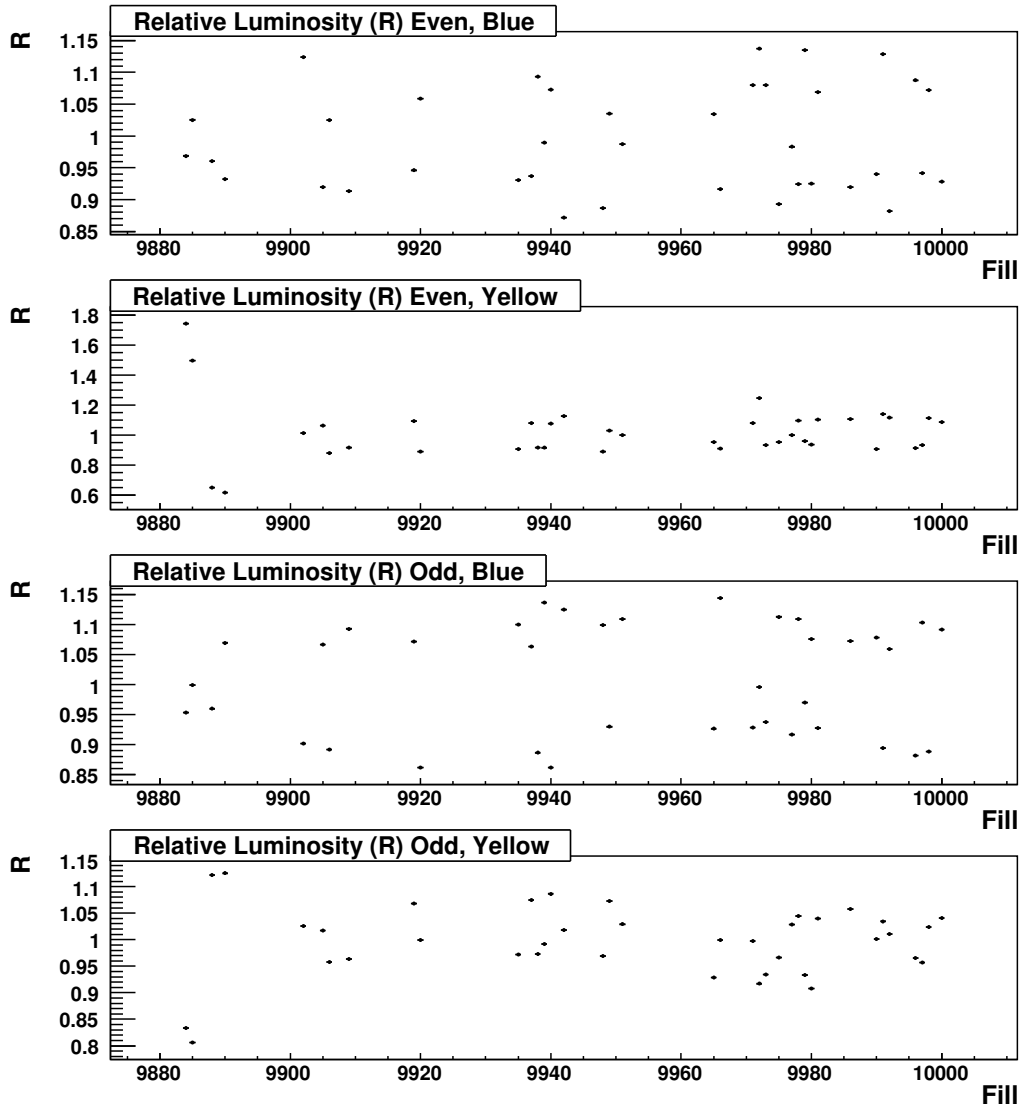 Relative Luminosity (R) Even, Blue
R
1.15
1.1
1.05
1
0.95
0.9
0.85
9880 9900 9920 9940 9960 9980 10000
Fill
Relative Luminosity (R) Even, Yellow
R
1.8
1.6
1.4
1.2
1
0.8
0.6
9880 9900 9920 9940 9960 9980 10000
Fill
Relative Luminosity (R) Odd, Blue
R
1.15
1.1
1.05
1
0.95
0.9
0.85
9880 9900 9920 9940 9960 9980 10000
Fill
Relative Luminosity (R) Odd, Yellow
R
1.15
1.1
1.05
1
0.95
0.9
0.85
0.8
9880 9900 9920 9940 9960 9980 10000
Fill